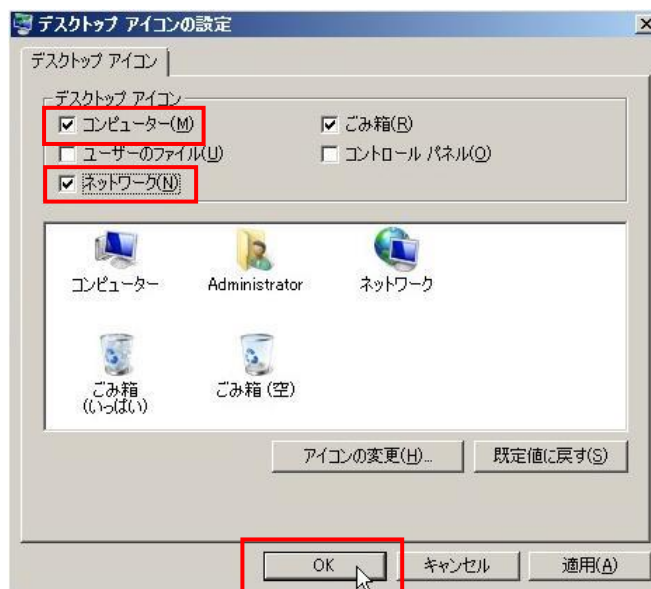 デスクトップ アイコンの設定
デスクトップ アイコン
デスクトップ アイコン
コンピューター(M)
ごみ箱(R)
ユーザーのファイル(U)
コントロール パネル(O)
ネットワーク(N)
コンピューター
Administrator
ネットワーク
ごみ箱
(いっぱい)
ごみ箱 (空)
アイコンの変更(H)...
既定値に戻す(S)
OK
キャンセル
適用(A)